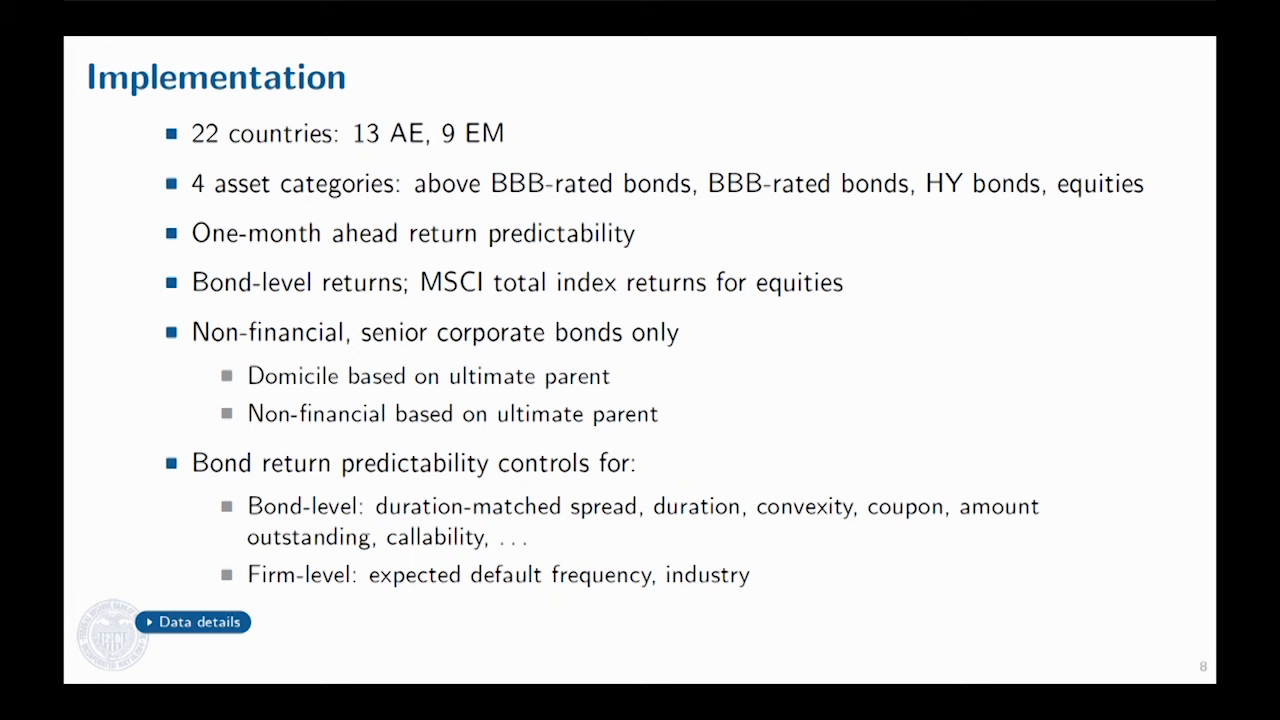 Implementation
22 countries: 13 AE, 9 EM
4 asset categories: above BBB-rated bonds, BBB-rated bonds, HY bonds, equities
One-month ahead return predictability
Bond-level returns; MSCI total index returns for equities
Non-financial, senior corporate bonds only
Domicile based on ultimate parent
Non-financial based on ultimate parent
Bond return predictability controls for:
Bond-level: duration-matched spread, duration, convexity, coupon, amount
outstanding, callability, . . .
Firm-level: expected default frequency, industry
Data details
8